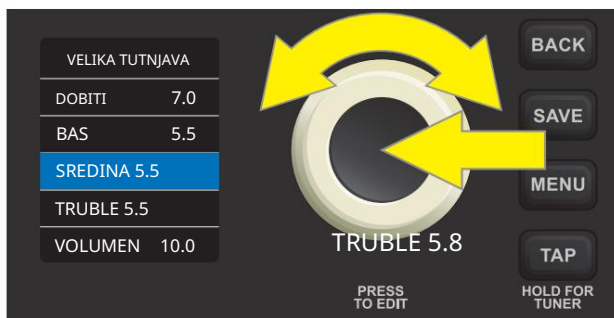 VELIKA TUTNJAVA
DOBITI 7.0
BAS 5.5
SREDINA 5.5
TRUBLE 5.5
VOLUMEN 10.0
TRUBLE 5.8
PRESS
TO EDIT
BACK
SAVE
MENU
TAP
HOLD FOR
TUNER